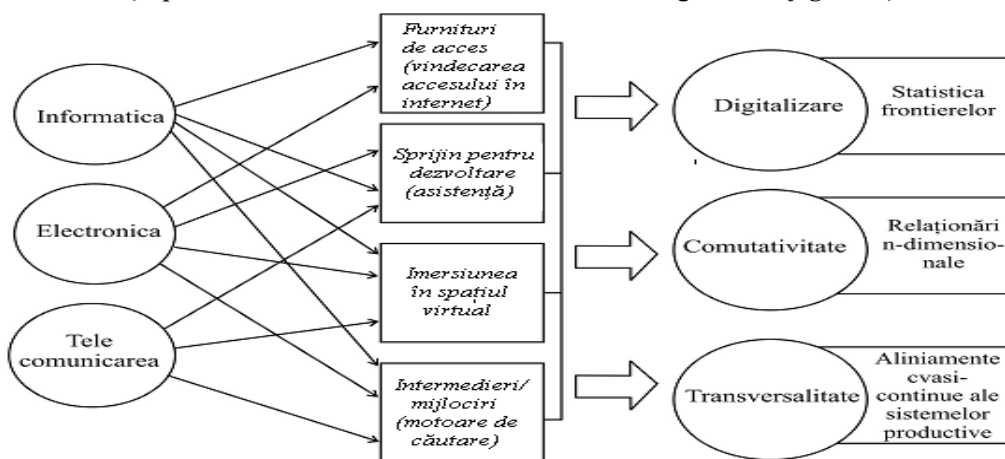 Informatica
Electronica
Tele
comunicarea
Furnituri
de acces
(vindecarea
accesului în
internet)
Sprijin pentru
dezvoltare
(asistență)
Imersiunea
în spațiul
virtual
Intermedieri/
mijlociri
(motoare de
căutare)
Digitalizare
Statistica
frontierelor
Comutativitate
Relaționări
n-dimensio-
nale
Transversalitate
Aliniamente
cvasi-
continue ale
sistemelor
productive